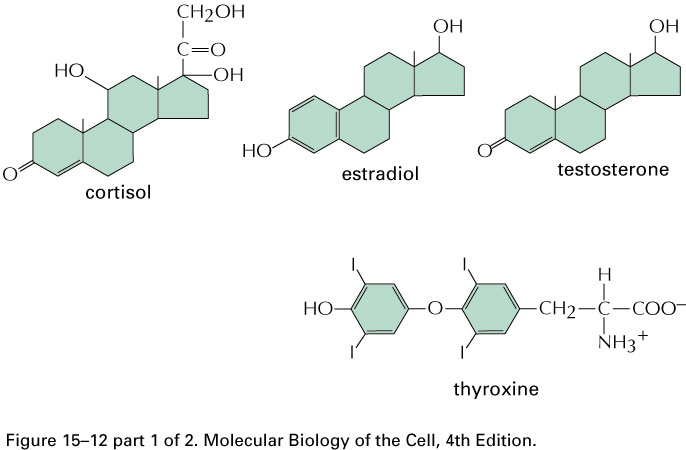 CH2OH
C=O
HO
OH
O
cortisol
OH
HO
estradiol
OH
O
testosterone
I
I
H
HO
O
CH2
C
COO−
NH3+
I
I
thyroxine
Figure 15–12 part 1 of 2. Molecular Biology of the Cell, 4th Edition.